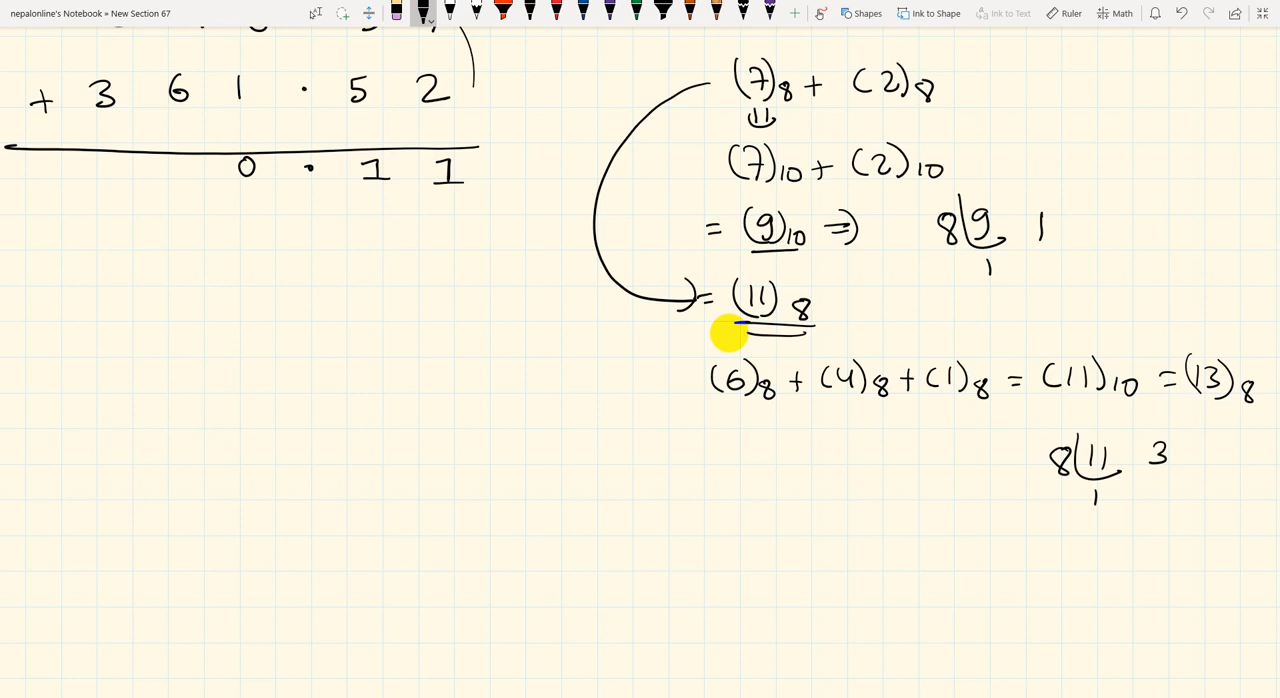 nepalonline's Notebook » New Section 67
Shapes Ink to Shape Ink to Text Ruler Math
+ 3 6 1 . 5 2
0 . 1 1
(7)8 + (2)8
11
(7)10 + (2)10
= (9)10 ⇒ 8 9 1
1
= (11)8
(6)8 + (4)8 + (1)8 = (11)10 = (13)8
8 11 3
1